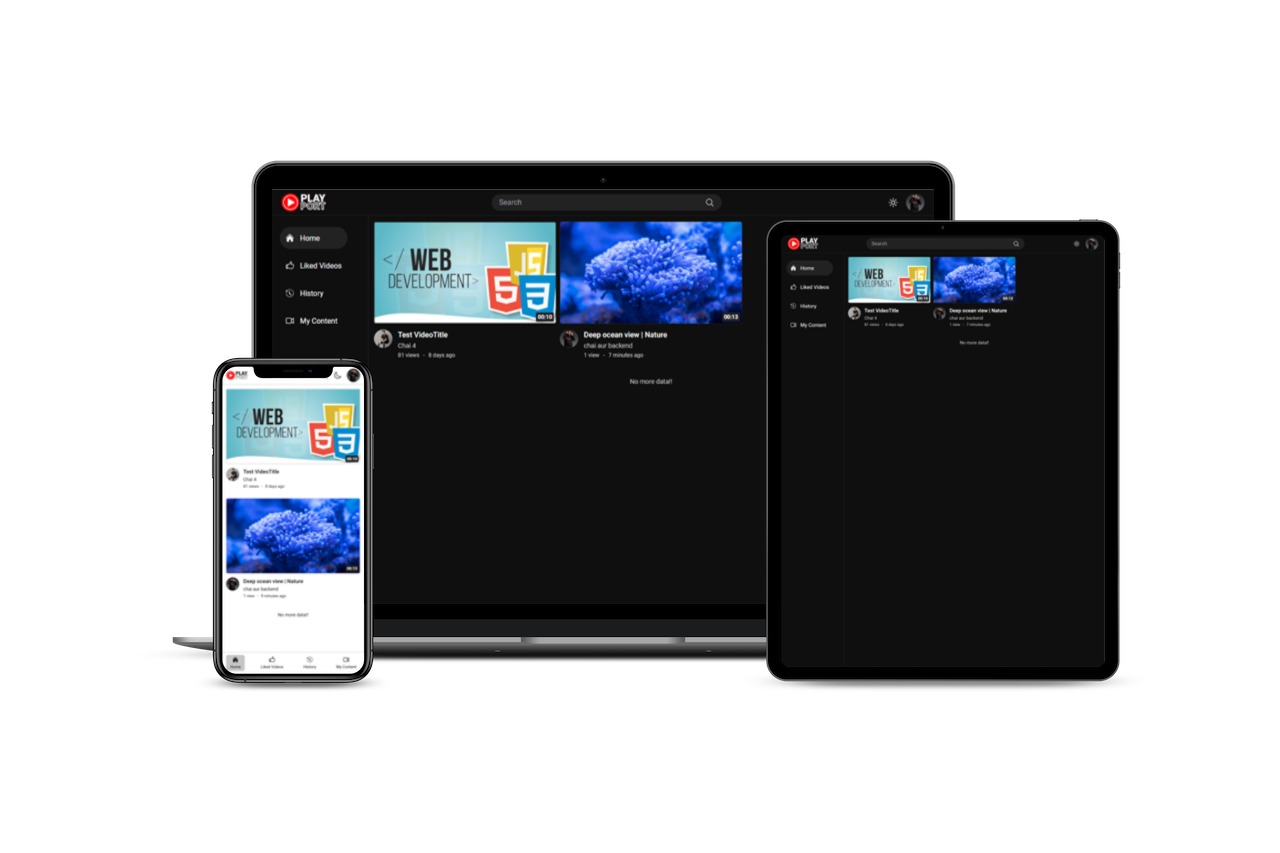 PLAY
PORT
Search
Home
Liked Videos
History
My Content
</ WEB
DEVELOPMENT>
JS
5
3
00:10
00:13
Test VideoTitle
Chai 4
81 views · 8 days ago
Deep ocean view | Nature
chai aur backend
1 view · 7 minutes ago
No more data!!
PLAY
PORT
Search
Home
Liked Videos
History
My Content
</ WEB
DEVELOPMENT>
JS
5
3
00:10
00:13
Test VideoTitle
Chai 4
81 views · 8 days ago
Deep ocean view | Nature
chai aur backend
1 view · 7 minutes ago
No more data!!
PLAY
PORT
</ WEB
DEVELOPMENT>
JS
5
3
00:10
Test VideoTitle
Chai 4
81 views · 8 days ago
00:13
Deep ocean view | Nature
chai aur backend
1 view · 9 minutes ago
No more data!!
Home
Liked Videos
History
My Content